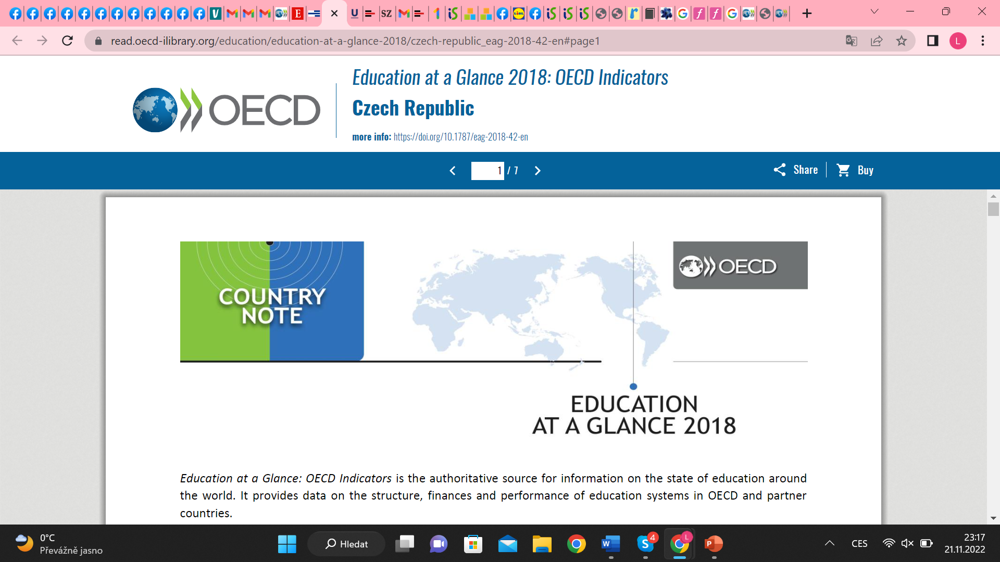 SZ
read.oecd-ilibrary.org/education/education-at-a-glance-2018/czech-republic_eag-2018-42-en#page1
L
OECD
Education at a Glance 2018: OECD Indicators
Czech Republic
more info: https://doi.org/10.1787/eag-2018-42-en
1 / 7
Share
Buy
COUNTRY
NOTE
OECD
EDUCATION
AT A GLANCE 2018
Education at a Glance: OECD Indicators is the authoritative source for information on the state of education around
the world. It provides data on the structure, finances and performance of education systems in OECD and partner
countries.
0°C
Převážně jasno
Hledat
4
L
CES
23:17
21.11.2022